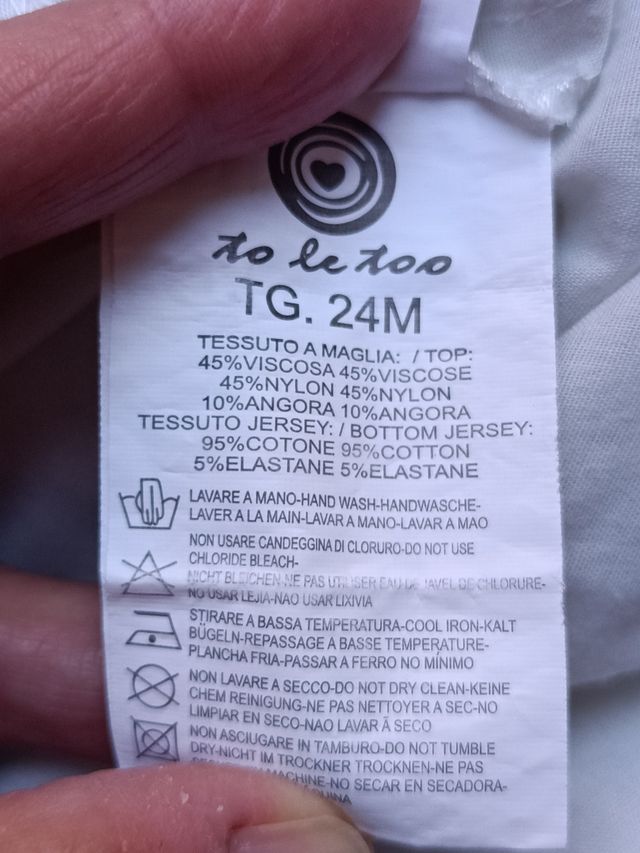 to be too
TG. 24M
TESSUTO A MAGLIA: / TOP:
45%VISCOSA 45%VISCOSE
45%NYLON 45%NYLON
10%ANGORA 10%ANGORA
TESSUTO JERSEY: / BOTTOM JERSEY:
95%COTONE 95%COTTON
5%ELASTANE 5%ELASTANE
LAVARE A MANO-HAND WASH-HANDWASCHE-
LAVER A LA MAIN-LAVAR A MANO-LAVAR A MAO
NON USARE CANDEGGINA DI CLORURO-DO NOT USE
CHLORIDE BLEACH-
NICHT BLEICHEN-NE PAS UTILISER EAU DE JAVEL DE CHLORURE-
NO USAR LEJIA-NAO USAR LIXIVIA
STIRARE A BASSA TEMPERATURA-COOL IRON-KALT
BÜGELN-REPASSAGE A BASSE TEMPERATURE-
PLANCHA FRIA-PASSAR A FERRO NO MÍNIMO
NON LAVARE A SECCO-DO NOT DRY CLEAN-KEINE
CHEM REINIGUNG-NE PAS NETTOYER A SEC-NO
LIMPIAR EN SECO-NAO LAVAR Á SECO
NON ASCIUGARE IN TAMBURO-DO NOT TUMBLE
DRY-NICHT IM TROCKNER TROCKNEN-NE PAS
MACHINE-NO SECAR EN SECADORA-